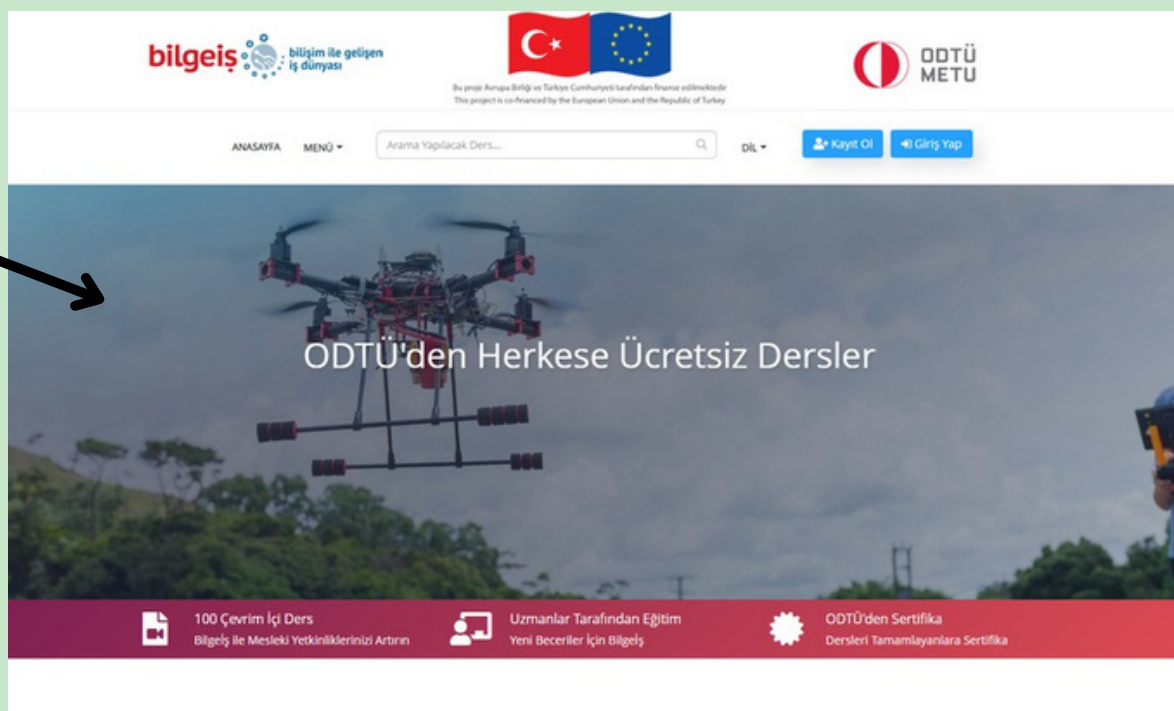 bilgeiş
bilişim ile gelişen
iş dünyası
Bu proje Avrupa Birliği ve Türkiye Cumhuriyeti tarafından finanse edilmektedir
This project is co-financed by the European Union and the Republic of Turkey
ODTÜ
METU
ANASAYFA MENÜ Arama Yapılacak Ders... DİL Kayıt Ol Giriş Yap
ODTÜ'den Herkese Ücretsiz Dersler
100 Çevrim İçi Ders
Bilgeİş ile Mesleki Yetkinliklerinizi Artırın
Uzmanlar Tarafından Eğitim
Yeni Beceriler İçin Bilgeİş
ODTÜ'den Sertifika
Dersleri Tamamlayanlara Sertifika